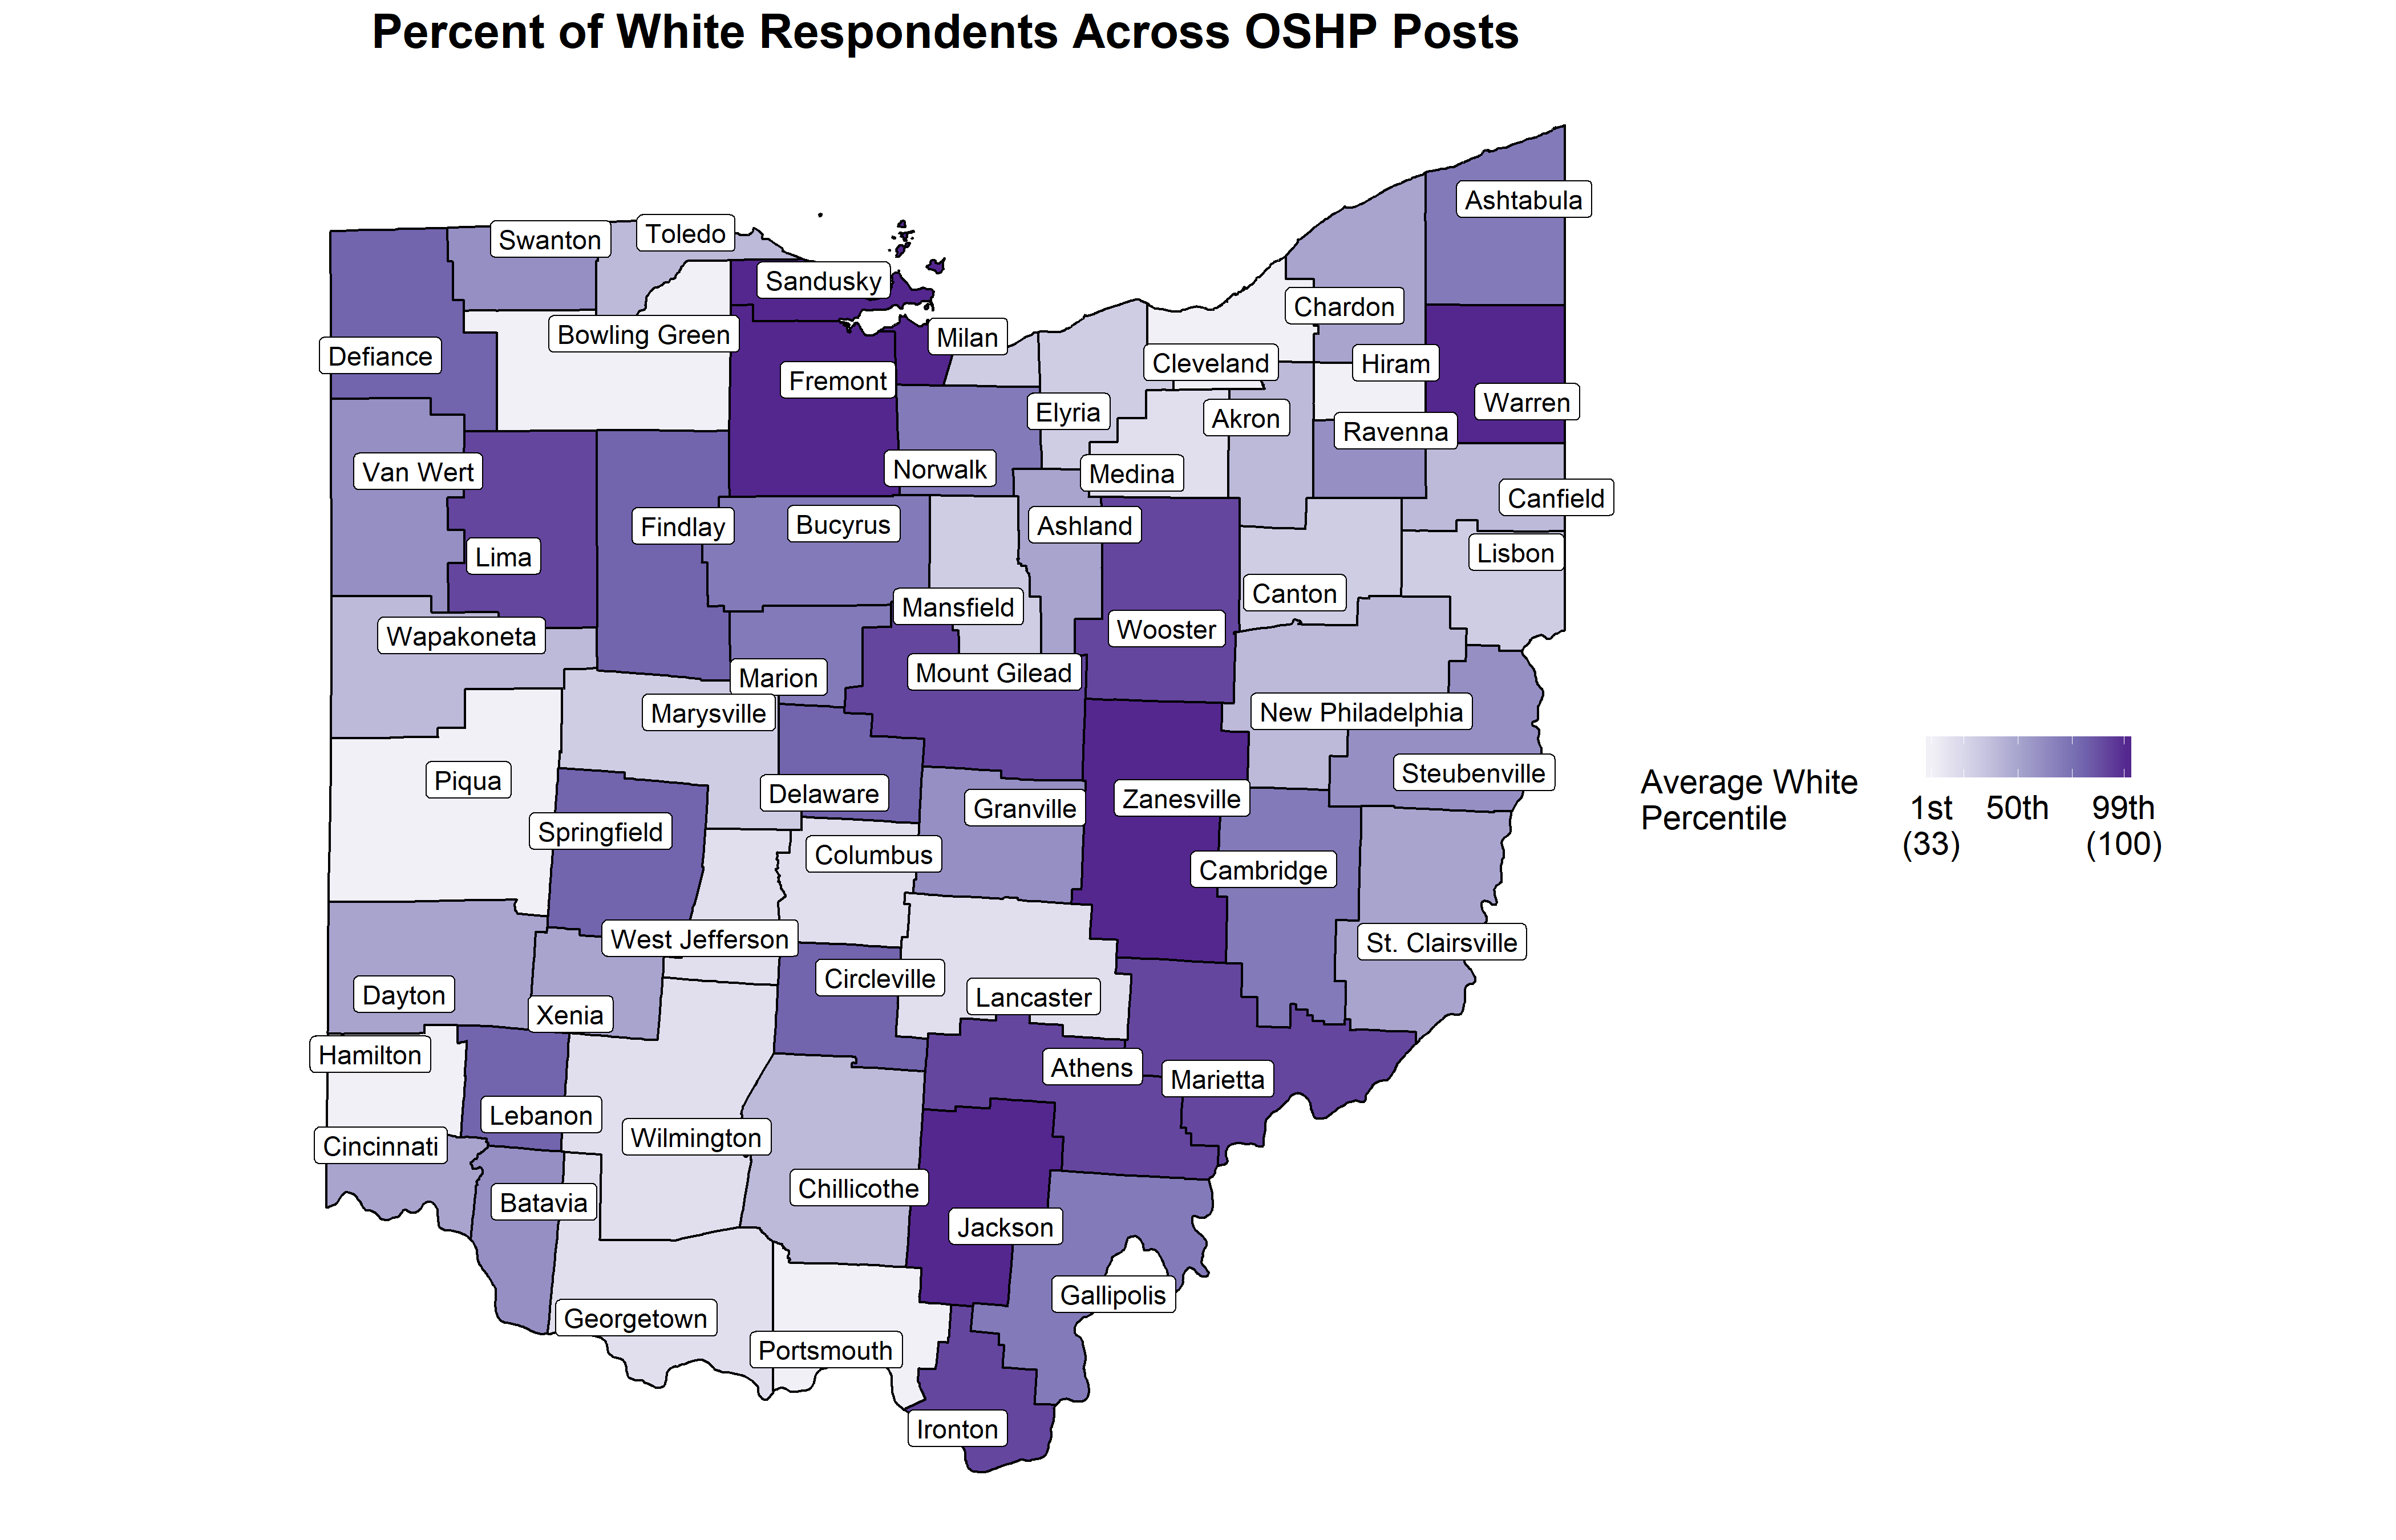 Percent of White Respondents Across OSHP Posts
Ashtabula
Swanton
Toledo
Sandusky
Chardon
Bowling Green
Milan
Defiance
Cleveland
Hiram
Fremont
Warren
Elyria
Akron
Ravenna
Van Wert
Norwalk
Medina
Canfield
Findlay
Bucyrus
Ashland
Lima
Lisbon
Canton
Mansfield
Wapakoneta
Wooster
Mount Gilead
Marion
Marysville
New Philadelphia
Piqua
Steubenville
Delaware
Granville
Zanesville
Springfield
Columbus
Cambridge
West Jefferson
St. Clairsville
Circleville
Dayton
Lancaster
Xenia
Hamilton
Athens
Marietta
Lebanon
Wilmington
Cincinnati
Chillicothe
Batavia
Jackson
Gallipolis
Georgetown
Portsmouth
Ironton
Average White
Percentile
1st 50th 99th
(33) (100)